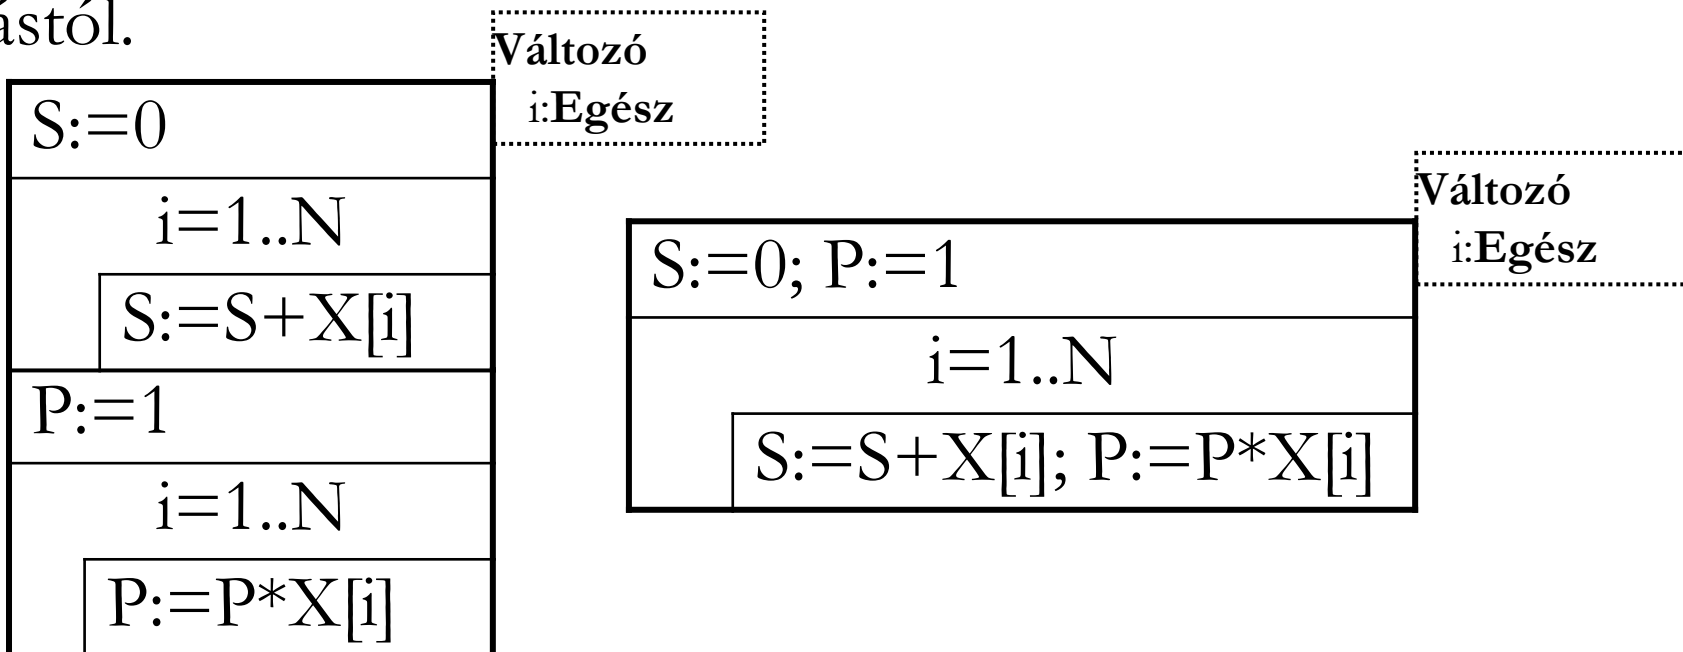 ástól.
Változó
i:Egész
S:=0
i=1..N
S:=S+X[i]
P:=1
i=1..N
P:=P*X[i]
Változó
i:Egész
S:=0; P:=1
i=1..N
S:=S+X[i]; P:=P*X[i]